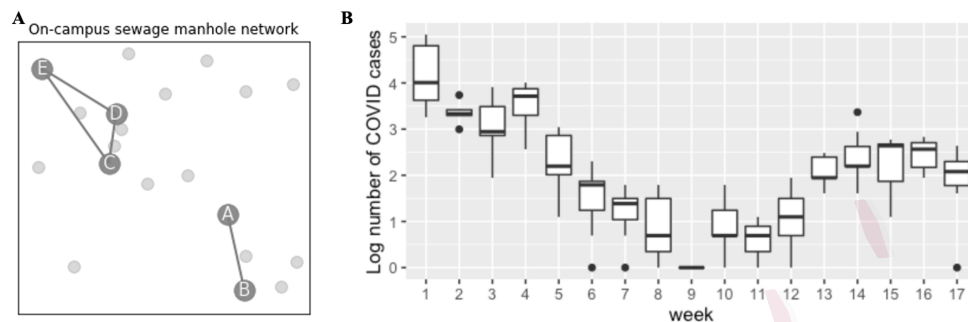 A
On-campus sewage manhole network
E
D
C
A
B
B
Log number of COVID cases
5
4
3
2
1
0
1 2 3 4 5 6 7 8 9 10 11 12 13 14 15 16 17
week